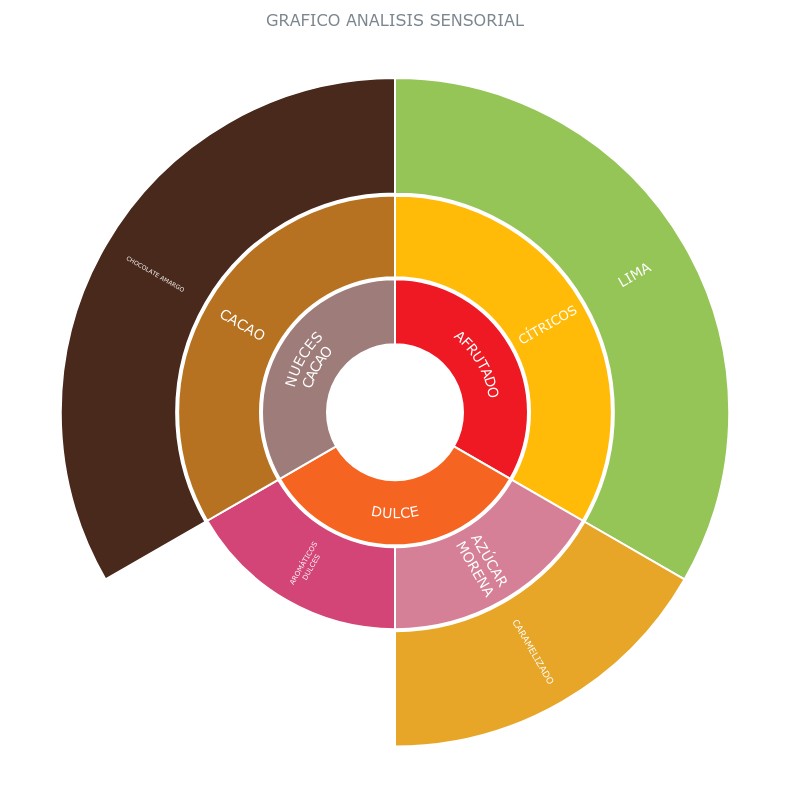 GRAFICO ANALISIS SENSORIAL
LIMA
CHOCOLATE AMARGO
CÍTRICOS
CACAO
AFRUTADO
NUECES
CACAO
DULCE
AZÚCAR
MORENA
AROMÁTICOS
DULCES
CARAMELIZADO